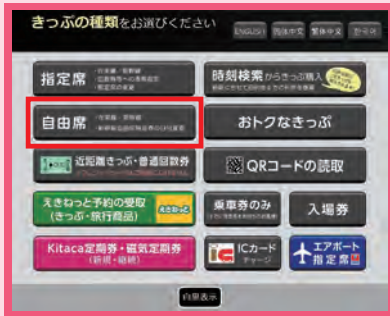 きっぷの種類をお選びください
ENGLISH 简体中文 繁体中文 한국어
指定席
時刻検索からきっぷ購入
自由席
おトクなきっぷ
近距離きっぷ・普通回数券
QRコードの読取
えきねっと予約の受取
(きっぷ・旅行商品)
えきねっと
乗車券のみ
入場券
Kitaca定期券・磁気定期券
(新規・継続)
ICカード
チャージ
エアポート
指定席
白黒表示